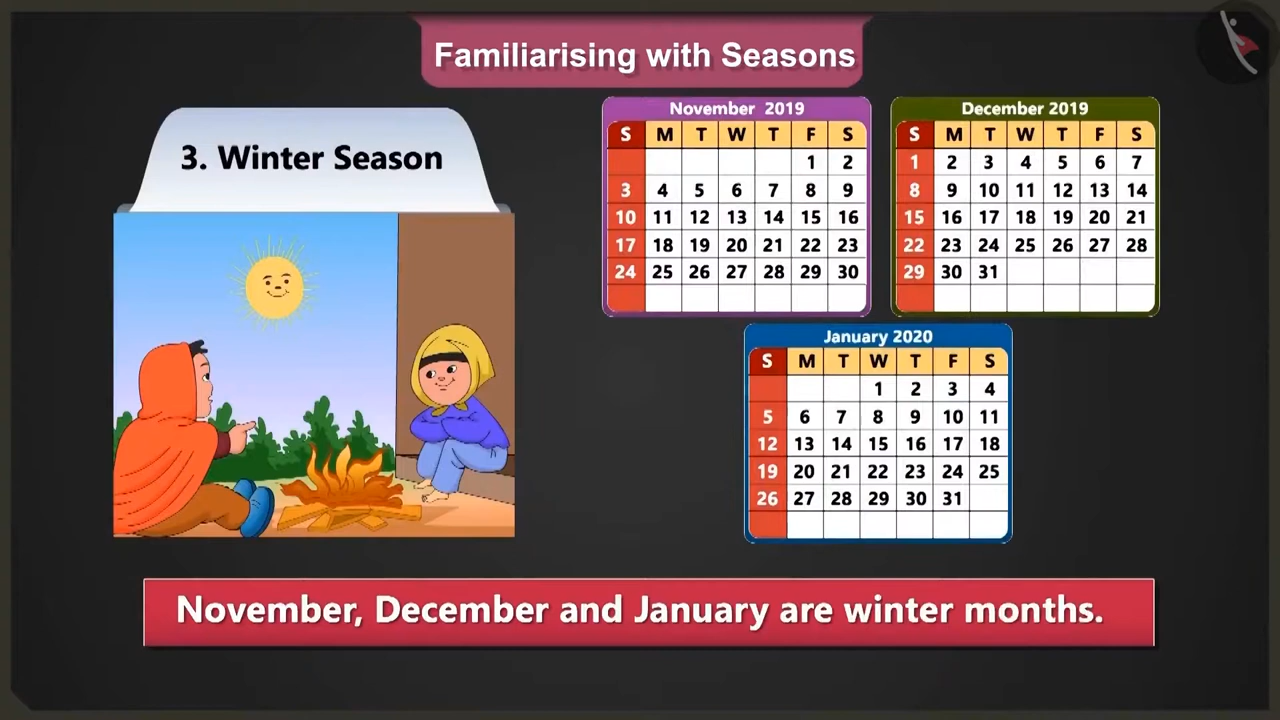 Familiarising with Seasons
3. Winter Season
November 2019
S M T W T F S
1 2
3 4 5 6 7 8 9
10 11 12 13 14 15 16
17 18 19 20 21 22 23
24 25 26 27 28 29 30
December 2019
S M T W T F S
1 2 3 4 5 6 7
8 9 10 11 12 13 14
15 16 17 18 19 20 21
22 23 24 25 26 27 28
29 30 31
January 2020
S M T W T F S
1 2 3 4
5 6 7 8 9 10 11
12 13 14 15 16 17 18
19 20 21 22 23 24 25
26 27 28 29 30 31
November, December and January are winter months.